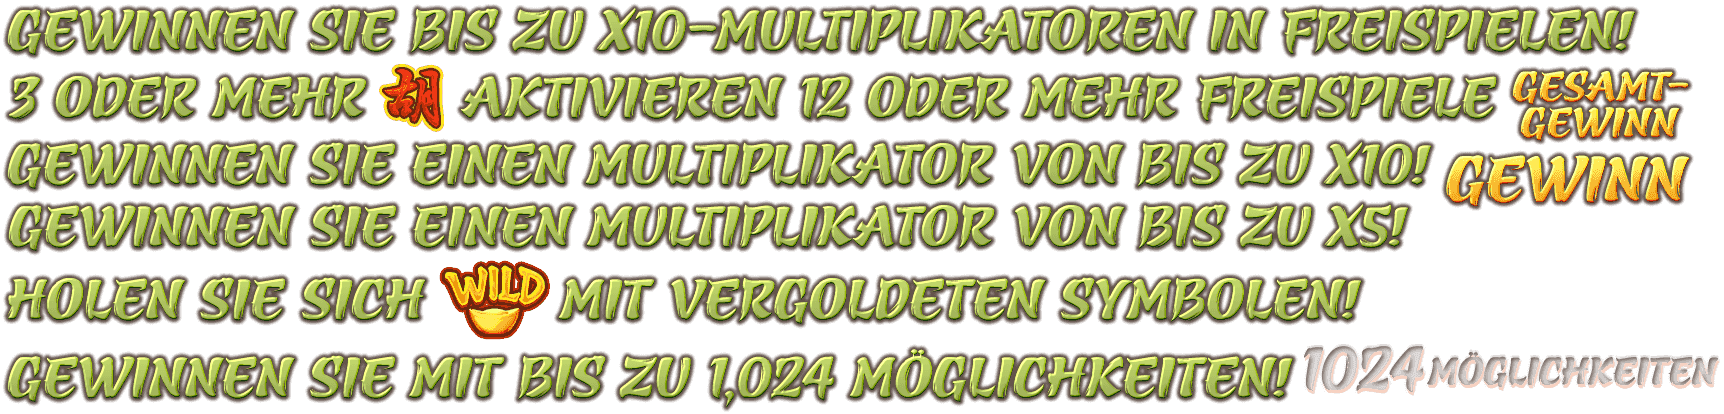 GEWINNEN SIE BIS ZU X10-MULTIPLIKATOREN IN FREISPIELEN!
3 ODER MEHR 胡 AKTIVIEREN 12 ODER MEHR FREISPIELE
GESAMT-
GEWINN
GEWINNEN SIE EINEN MULTIPLIKATOR VON BIS ZU X10!
GEWINN
GEWINNEN SIE EINEN MULTIPLIKATOR VON BIS ZU X5!
HOLEN SIE SICH WILD MIT VERGOLDETEN SYMBOLEN!
GEWINNEN SIE MIT BIS ZU 1,024 MÖGLICHKEITEN!
1024 MÖGLICHKEITEN